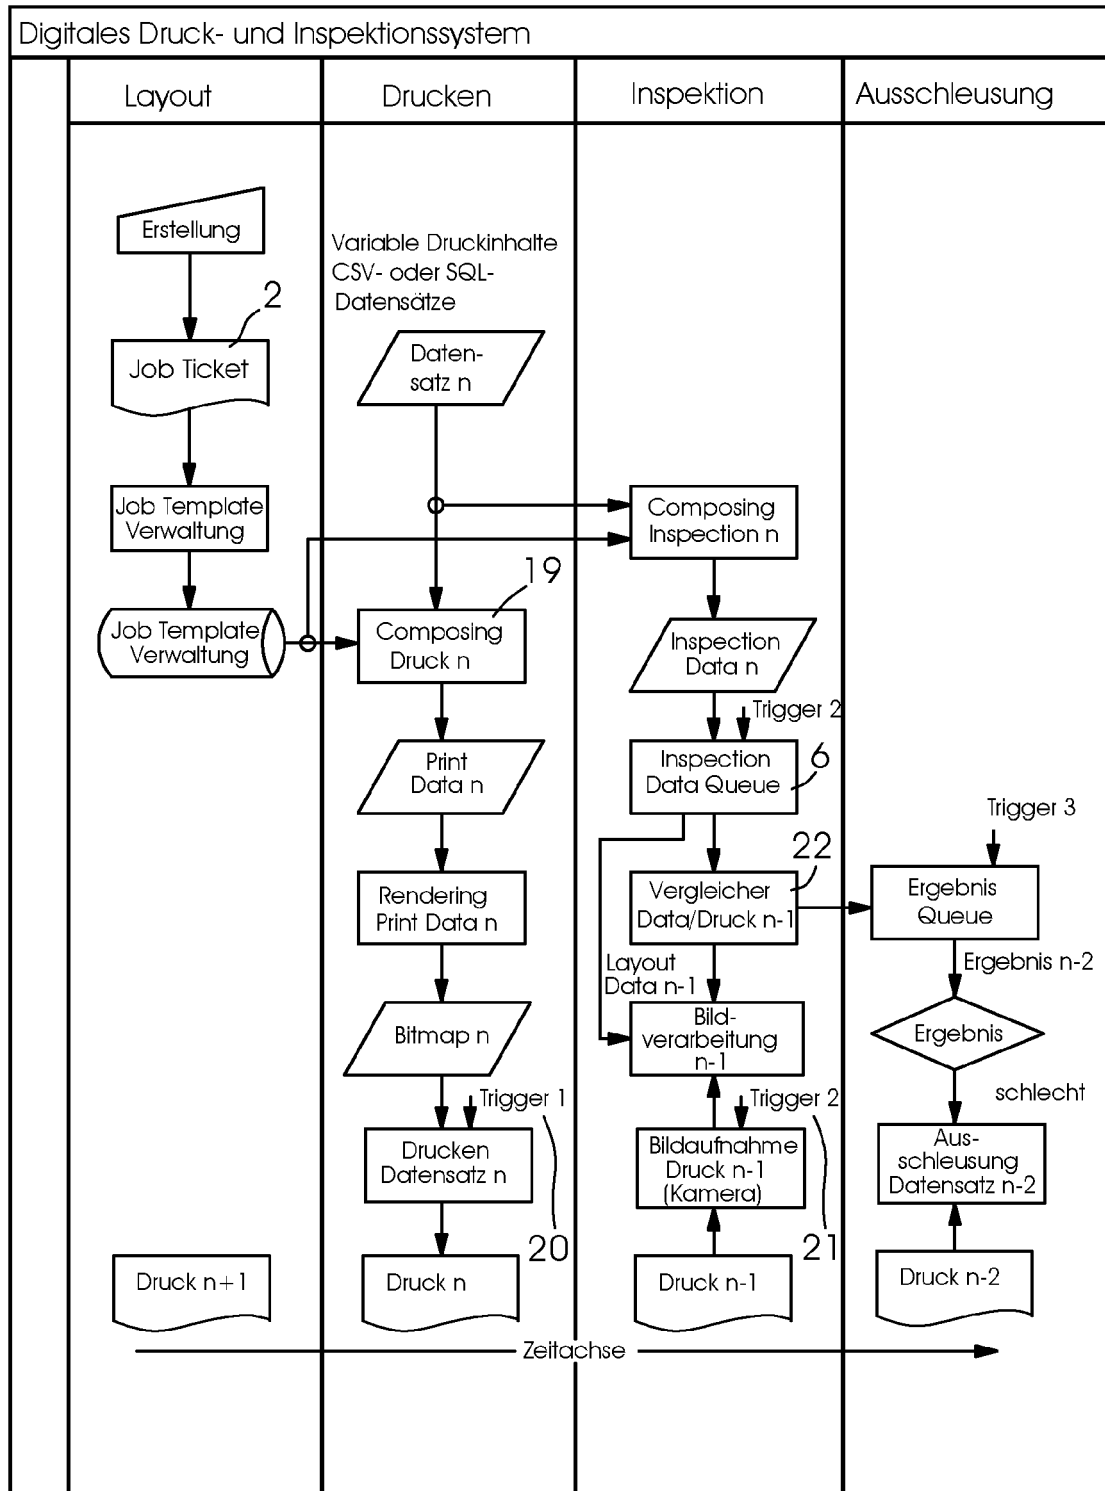 Digitales Druck- und Inspektionssystem
Layout
Drucken
Inspektion
Ausschleusung
Erstellung
2
Job Ticket
Job Template
Verwaltung
Job Template
Verwaltung
Druck n+1
Variable Druckinhalte
CSV- oder SQL-
Datensätze
Daten-
satz n
19
Composing
Druck n
Print
Data n
Rendering
Print Data n
Bitmap n
Trigger 1
Drucken
Datensatz n
20
Druck n
Composing
Inspection n
Inspection
Data n
Trigger 2
Inspection
Data Queue
6
22
Vergleicher
Data/Druck n-1
Layout
Data n-1
Bild-
verarbeitung
n-1
Trigger 2
Bildaufnahme
Druck n-1
(Kamera)
21
Druck n-1
Trigger 3
Ergebnis
Queue
Ergebnis n-2
Ergebnis
schlecht
Aus-
schleusung
Datensatz n-2
Druck n-2
Zeitachse